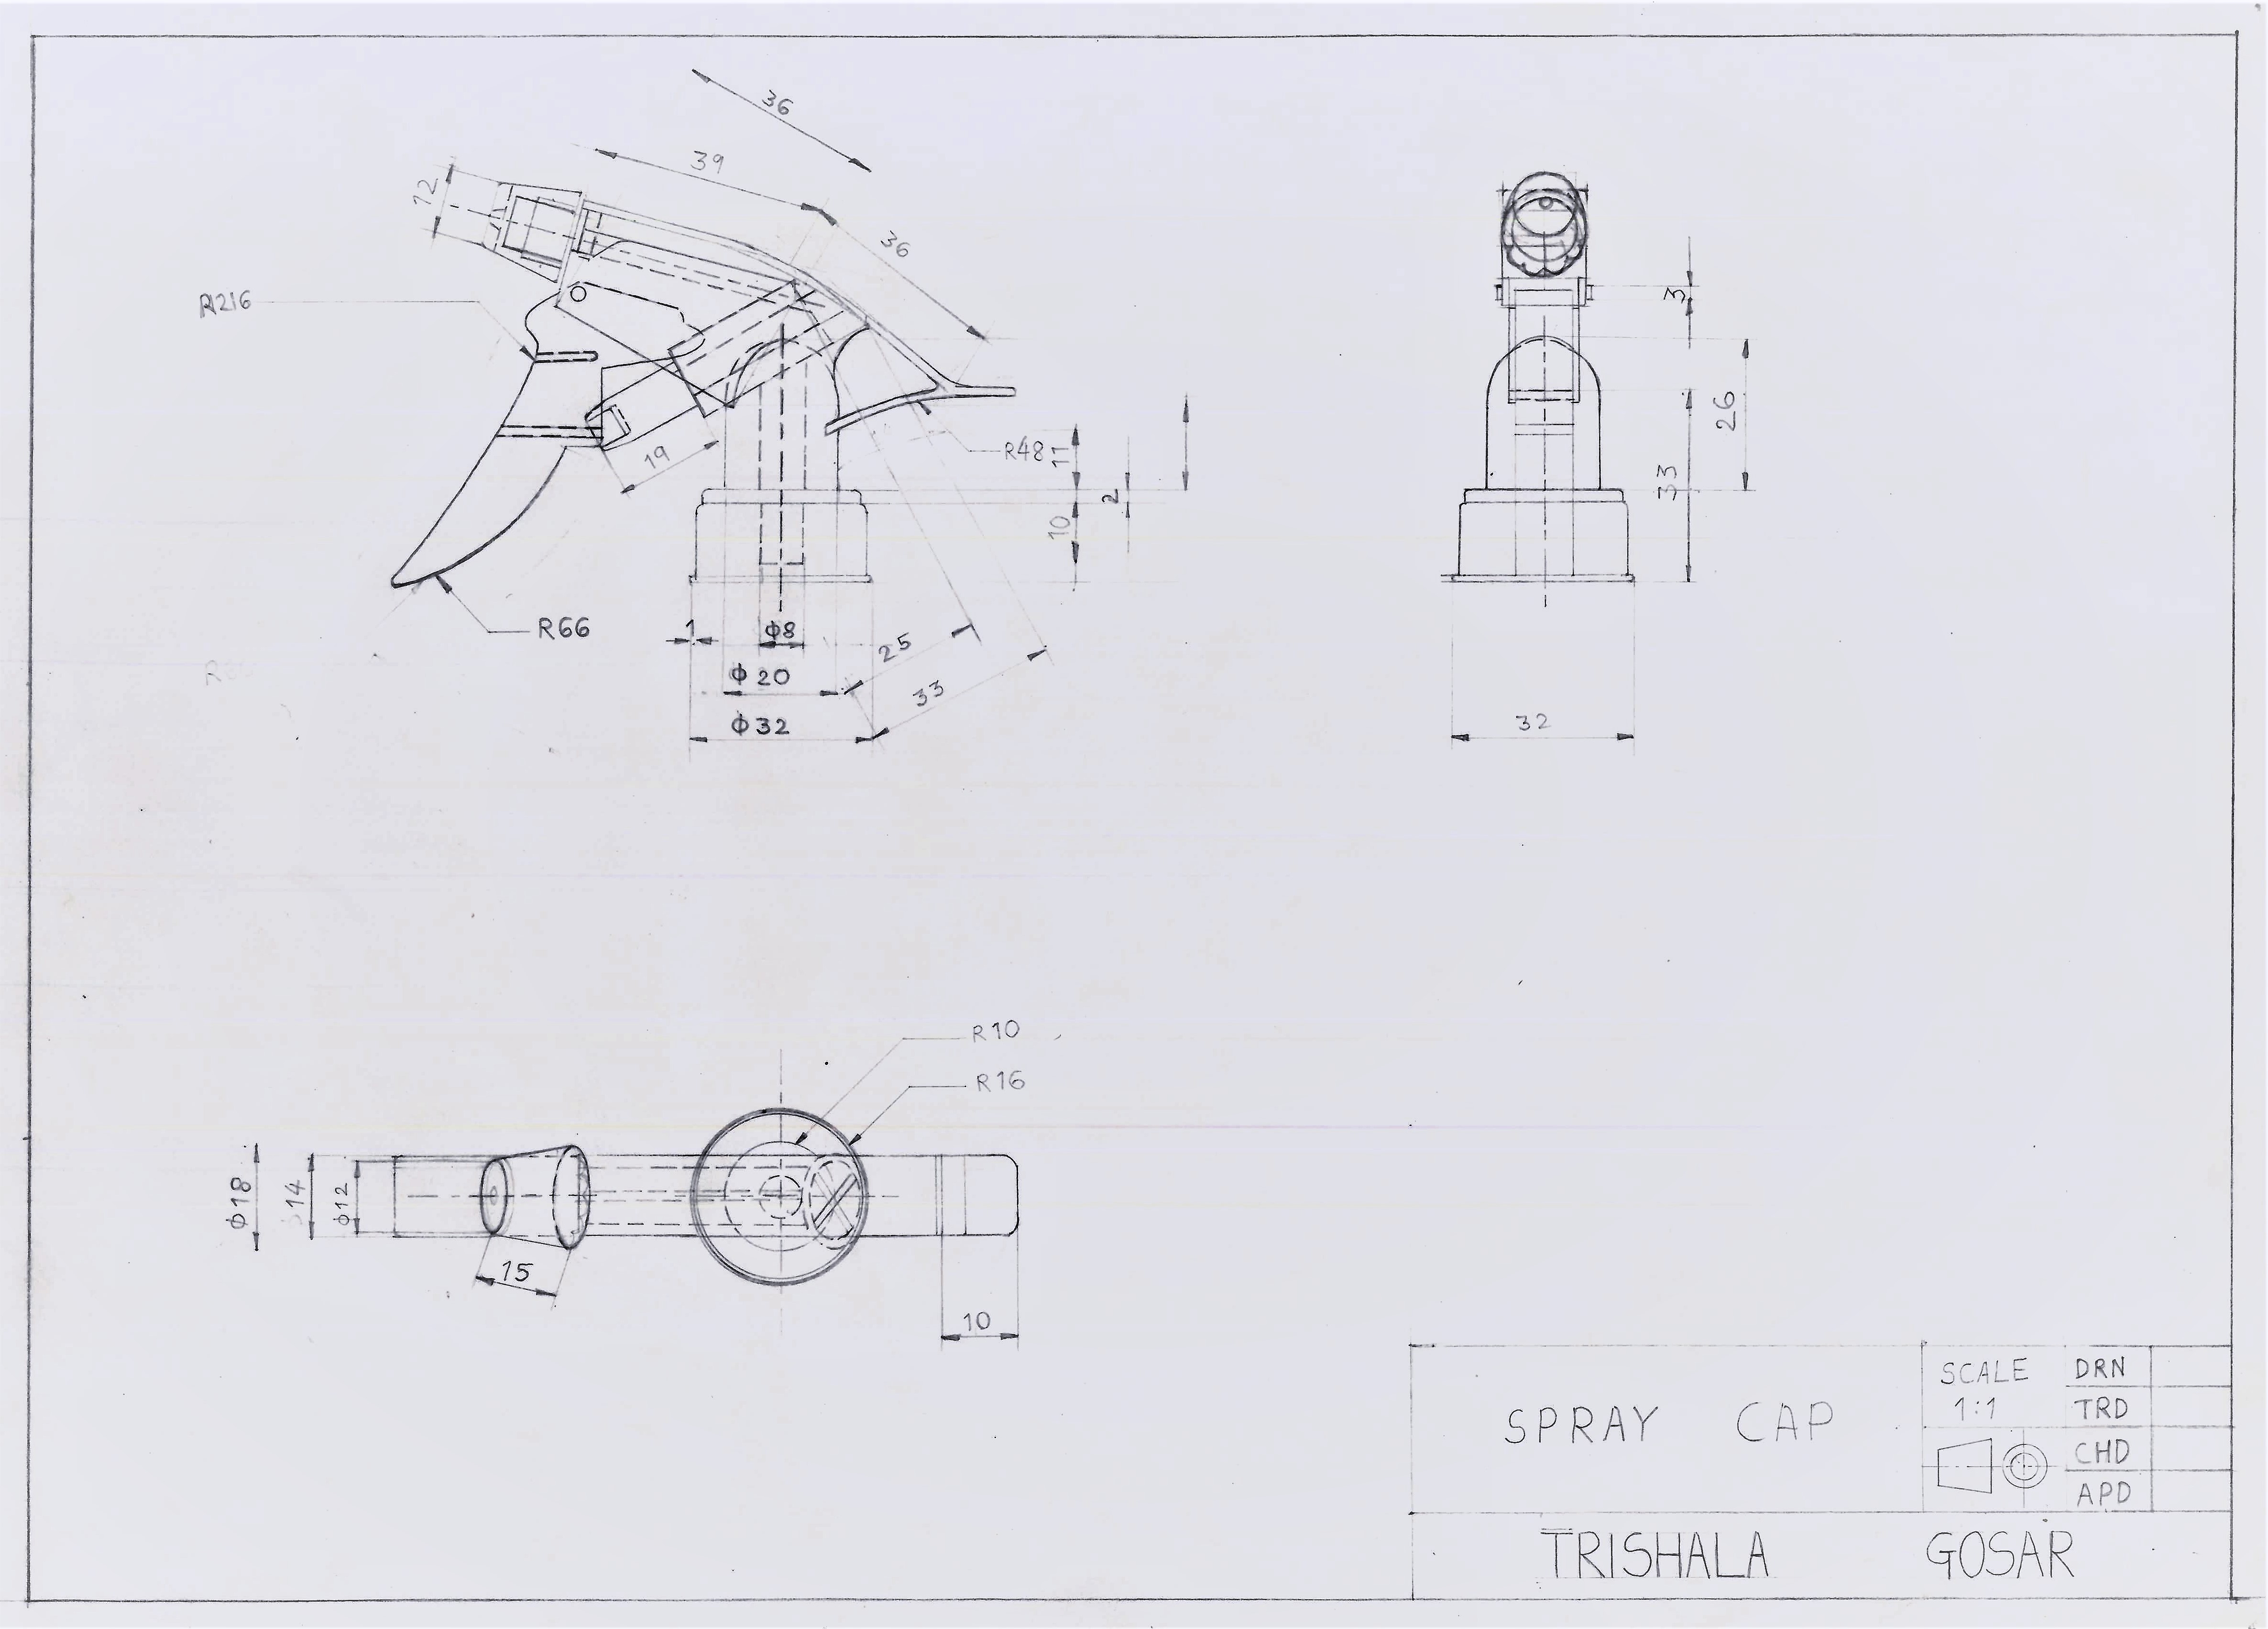 36
39
12
36
R1216
R48
11
19
2
10
R66
1
ϕ8
25
ϕ20
33
ϕ32
3
26
33
32
R10
R16
ϕ18
14
ϕ12
15
10
SPRAY CAP
SCALE
1:1
DRN
TRD
CHD
APD
TRISHALA GOSAR